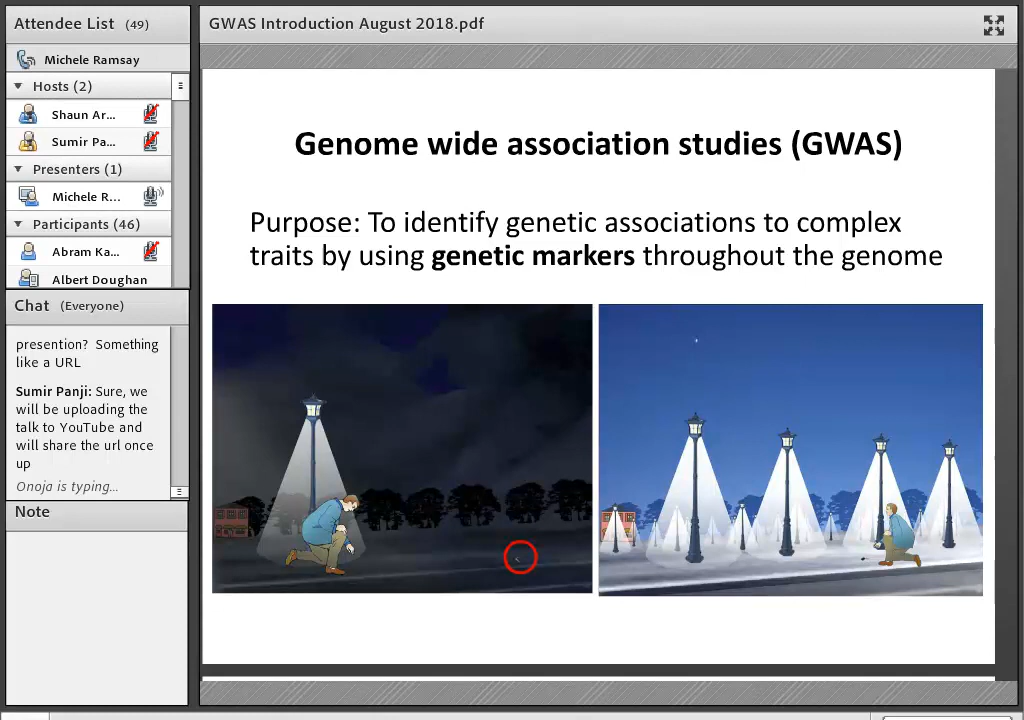 Attendee List (49)
Michele Ramsay
Hosts (2)
Shaun Ar...
Sumir Pa...
Presenters (1)
Michele R...
Participants (46)
Abram Ka...
Albert Doughan
Chat (Everyone)
presention? Something
like a URL
Sumir Panji: Sure, we
will be uploading the
talk to YouTube and
will share the url once
up
Onoja is typing...
Note
GWAS Introduction August 2018.pdf
Genome wide association studies (GWAS)
Purpose: To identify genetic associations to complex
traits by using genetic markers throughout the genome